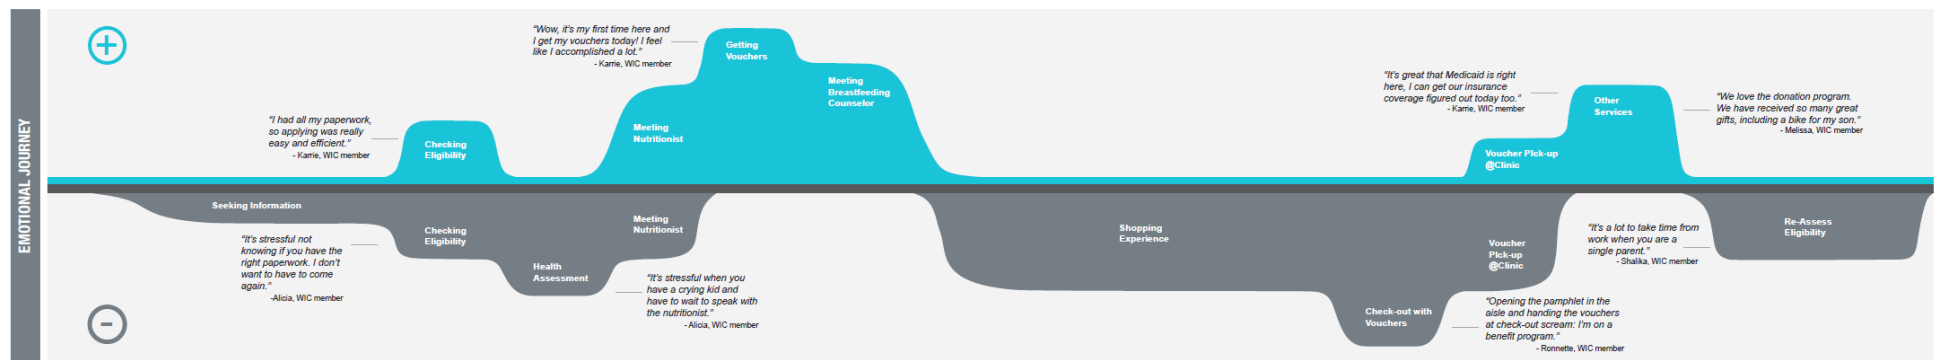 EMOTIONAL JOURNEY
+
“I had all my paperwork,
so applying was really
easy and efficient.”
- Karrie, WIC member
Checking
Eligibility
“Wow, it’s my first time here and
I get my vouchers today! I feel
like I accomplished a lot.”
- Karrie, WIC member
Meeting
Nutritionist
Getting
Vouchers
Meeting
Breastfeeding
Counselor
“It’s great that Medicaid is right
here, I can get our insurance
coverage figured out today too.”
- Karrie, WIC member
Voucher PIck-up
@Clinic
Other
Services
“We love the donation program.
We have received so many great
gifts, including a bike for my son.”
- Melissa, WIC member
-
Seeking Information
“It’s stressful not
knowing if you have the
right paperwork. I don’t
want to have to come
again.”
-Alicia, WIC member
Checking
Eligibility
Health
Assessment
Meeting
Nutritionist
“It’s stressful when you
have a crying kid and
have to wait to speak with
the nutritionist.”
- Alicia, WIC member
Shopping
Experience
Check-out with
Vouchers
Voucher
PIck-up
@Clinic
“Opening the pamphlet in the
aisle and handing the vouchers
at check-out scream: I’m on a
benefit program.”
- Ronnette, WIC member
“It’s a lot to take time from
work when you are a
single parent.”
- Shalika, WIC member
Re-Assess
Eligibility